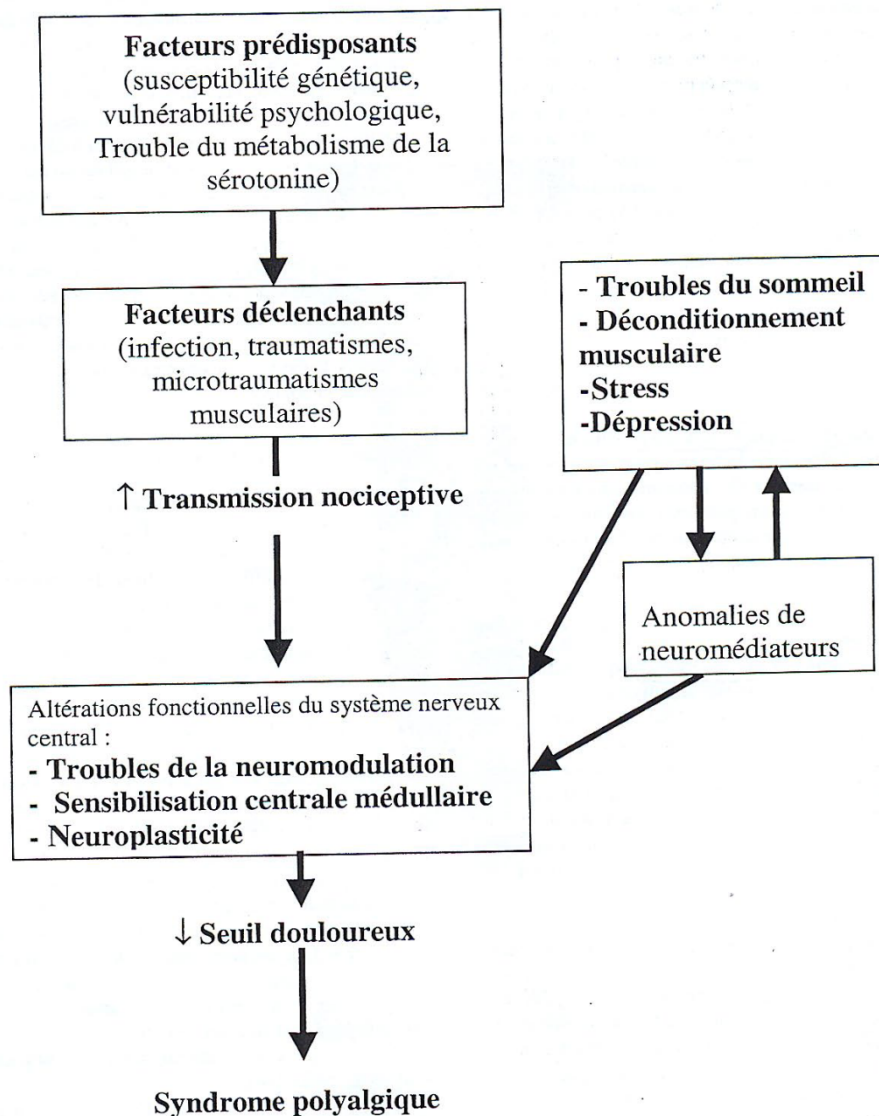 Facteurs prédisposants
(susceptibilité génétique,
vulnérabilité psychologique,
Trouble du métabolisme de la
sérotonine)
Facteurs déclenchants
(infection, traumatismes,
microtraumatismes
musculaires)
- Troubles du sommeil
- Déconditionnement
musculaire
-Stress
-Dépression
↑ Transmission nociceptive
Anomalies de
neuromédiateurs
Altérations fonctionnelles du système nerveux
central :
- Troubles de la neuromodulation
- Sensibilisation centrale médullaire
- Neuroplasticité
↓ Seuil douloureux
Syndrome polyalgique